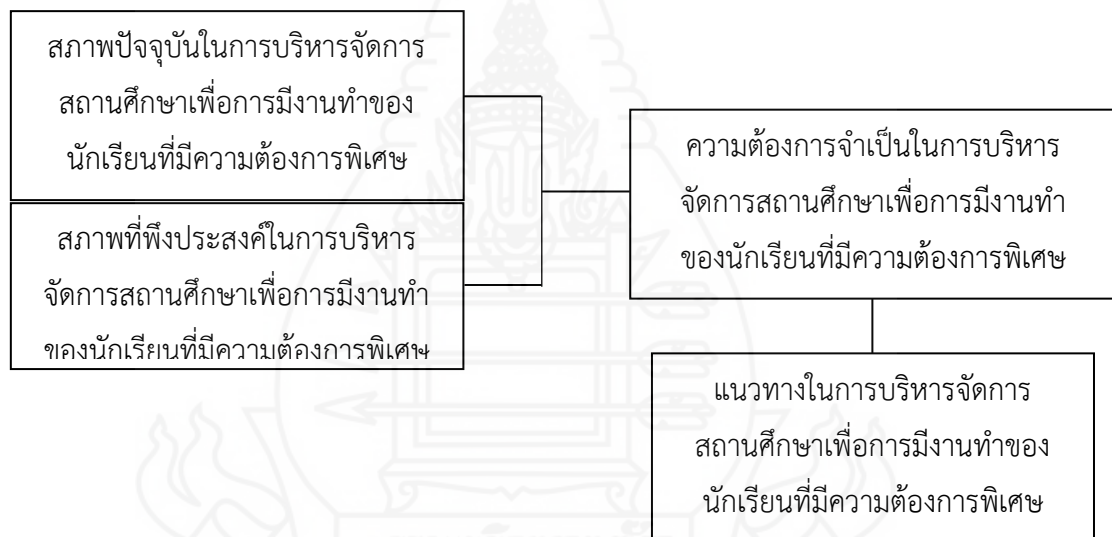 สภาพปัจจุบันในการบริหารจัดการ
สถานศึกษาเพื่อการมีงานทำของ
นักเรียนที่มีความต้องการพิเศษ
สภาพที่พึงประสงค์ในการบริหาร
จัดการสถานศึกษาเพื่อการมีงานทำ
ของนักเรียนที่มีความต้องการพิเศษ
ความต้องการจำเป็นในการบริหาร
จัดการสถานศึกษาเพื่อการมีงานทำ
ของนักเรียนที่มีความต้องการพิเศษ
แนวทางในการบริหารจัดการ
สถานศึกษาเพื่อการมีงานทำของ
นักเรียนที่มีความต้องการพิเศษ